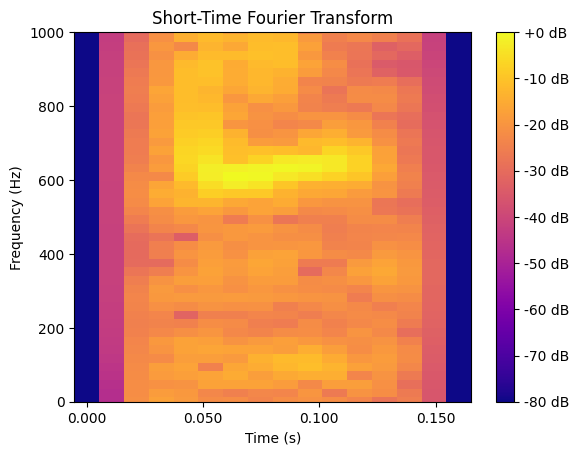 Short-Time Fourier Transform
1000
800
600
400
200
0
Frequency (Hz)
0.000
0.050
0.100
0.150
Time (s)
+0 dB
-10 dB
-20 dB
-30 dB
-40 dB
-50 dB
-60 dB
-70 dB
-80 dB